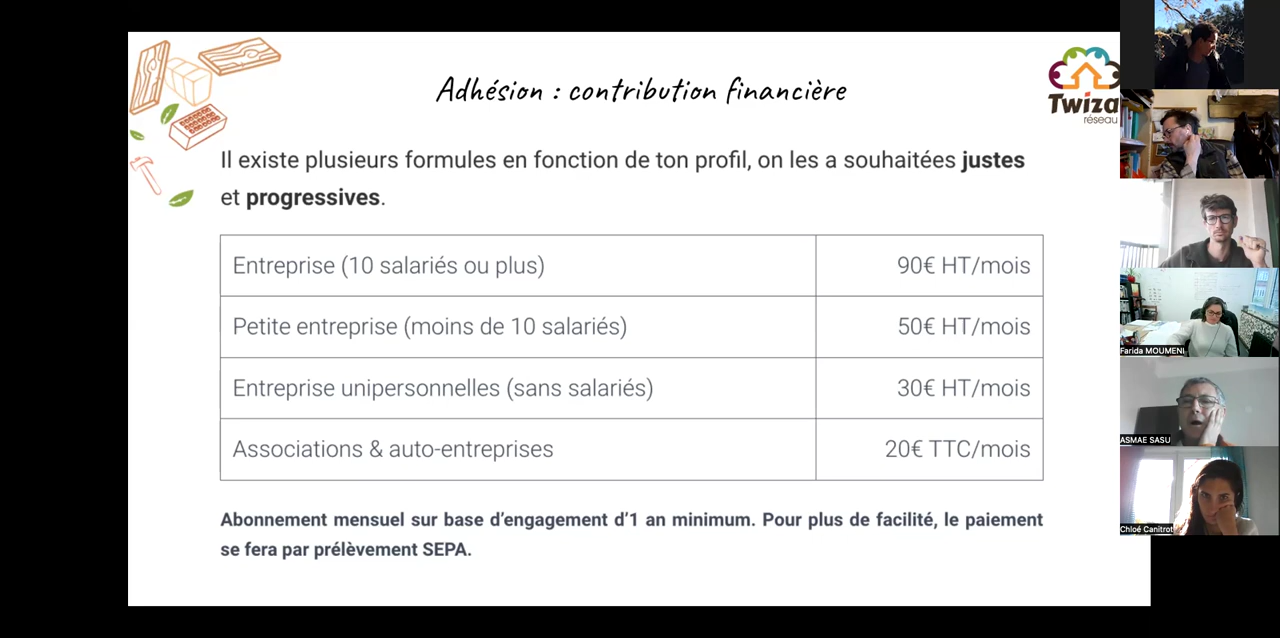 Adhésion : contribution financière
Twiza
réseau
Il existe plusieurs formules en fonction de ton profil, on les a souhaitées justes
et progressives.
Entreprise (10 salariés ou plus) 90€ HT/mois
Petite entreprise (moins de 10 salariés) 50€ HT/mois
Entreprise unipersonnelles (sans salariés) 30€ HT/mois
Associations & auto-entreprises 20€ TTC/mois
Abonnement mensuel sur base d’engagement d’1 an minimum. Pour plus de facilité, le paiement
se fera par prélèvement SEPA.
Farida MOUMENI
ASMAE SASU
Chloé Canitrot